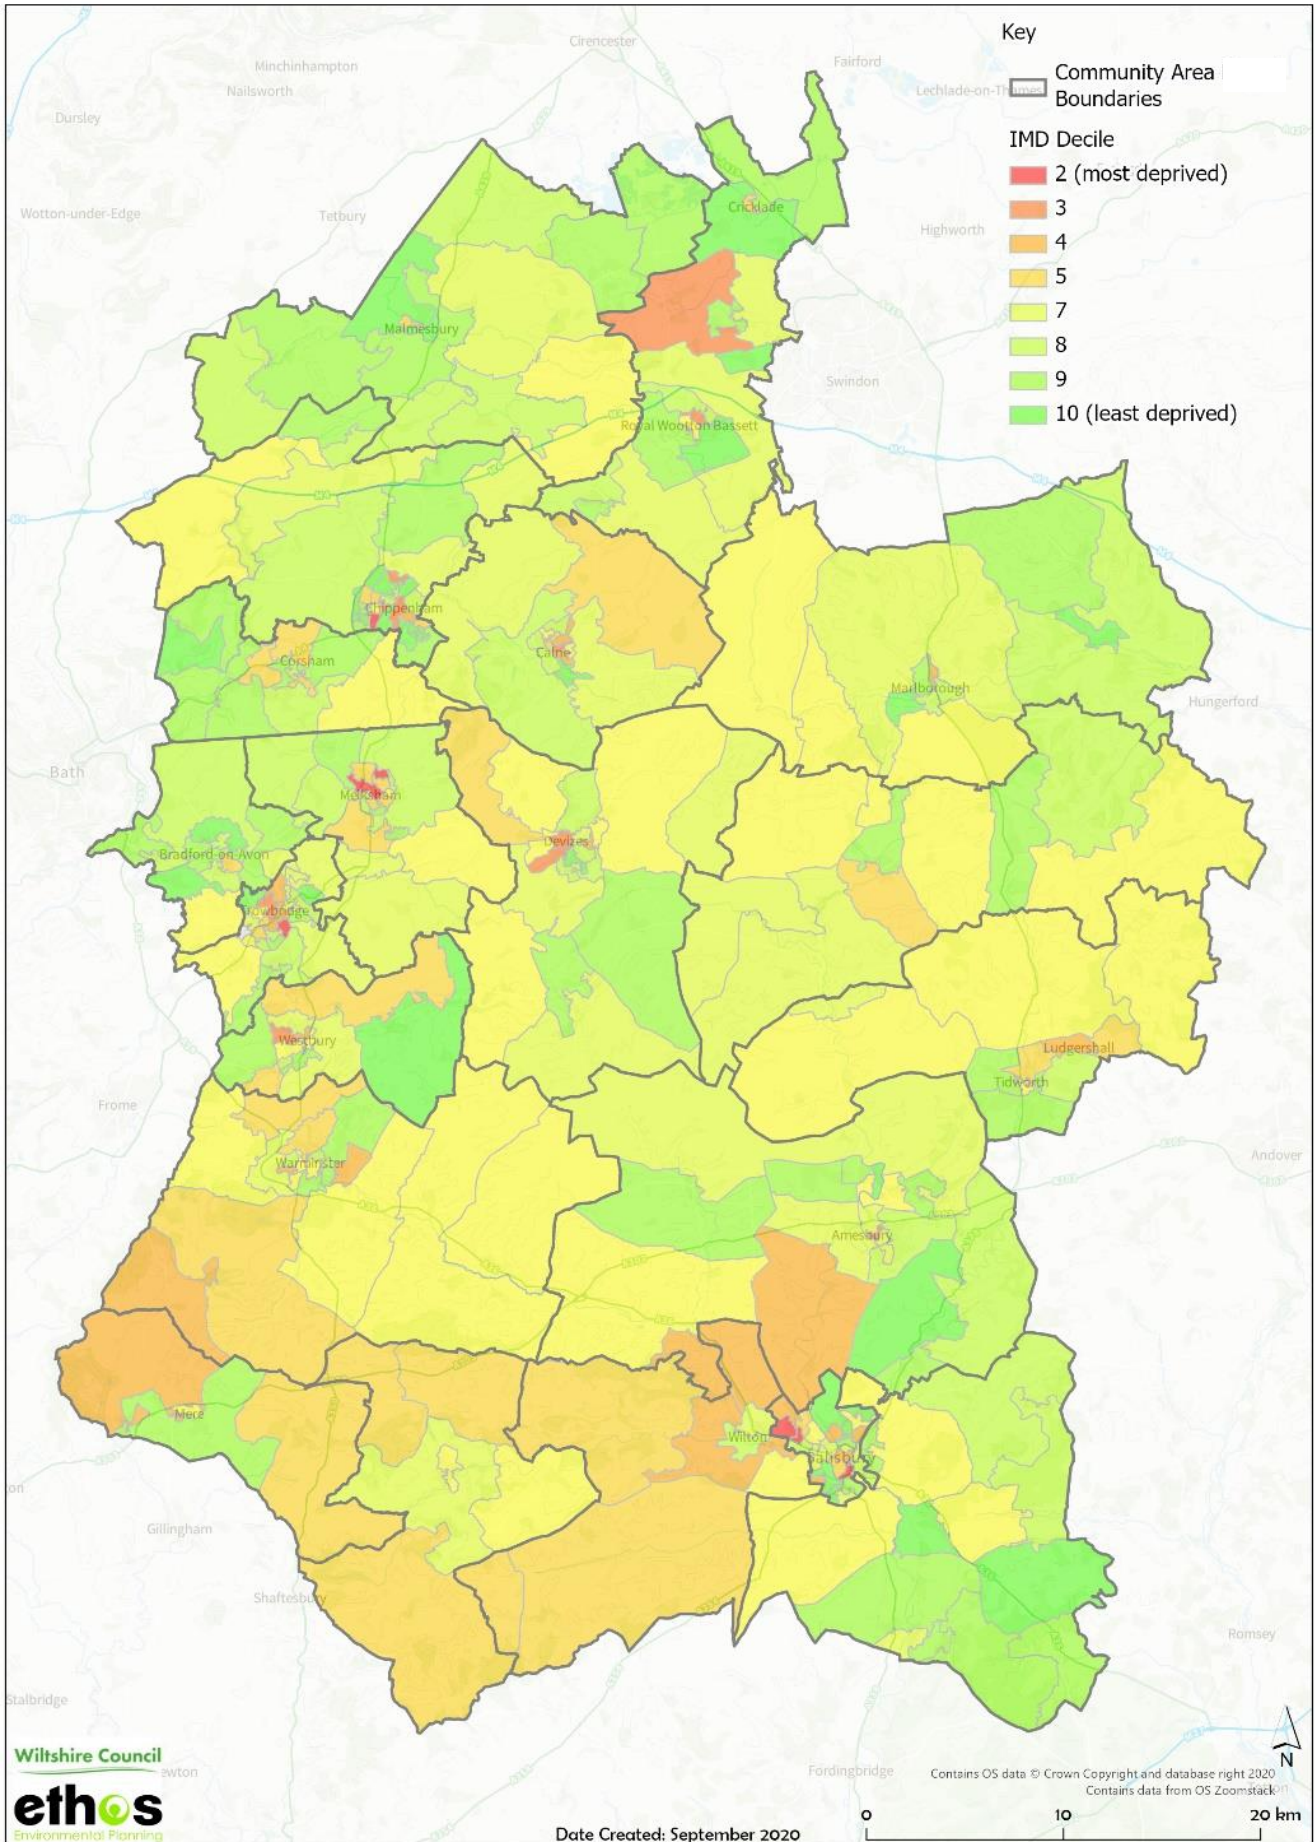 Key
Community Area
Boundaries
IMD Decile
2 (most deprived)
3
4
5
7
8
9
10 (least deprived)
Cirencester
Minchinhampton
Fairford
Nailsworth
Lechlade-on-Thames
Dursley
Cricklade
Wotton-under-Edge
Tetbury
Highworth
Malmesbury
Swindon
Royal Wootton Bassett
M4
M4
M4
Chippenham
Calne
Corsham
Marlborough
Hungerford
Bath
Melksham
Devizes
Bradford-on-Avon
Trowbridge
Westbury
Ludgershall
Tidworth
Frome
Andover
Warminster
Amesbury
Mere
Wilton
Salisbury
Gillingham
Shaftesbury
Romsey
Stalbridge
Fordingbridge
Wiltshire Council
ethos
Environmental Planning
N
Contains OS data © Crown Copyright and database right 2020
Contains data from OS Zoomstack
0 10 20 km
Date Created: September 2020